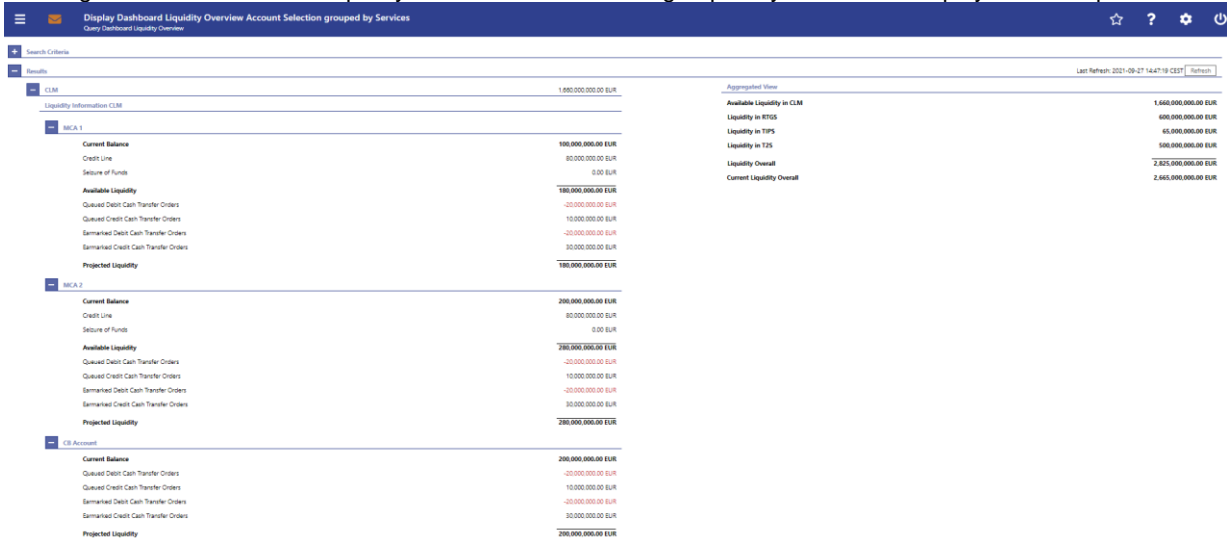 Display Dashboard Liquidity Overview Account Selection grouped by Services
Query Dashboard Liquidity Overview
Search Criteria
Results
Last Refresh: 2021-09-27 14:47:19 CEST Refresh
CLM 1,660,000,000.00 EUR
Liquidity Information CLM
MCA 1
Current Balance 100,000,000.00 EUR
Credit Line 80,000,000.00 EUR
Seizure of Funds 0.00 EUR
Available Liquidity 180,000,000.00 EUR
Queued Debit Cash Transfer Orders -20,000,000.00 EUR
Queued Credit Cash Transfer Orders 10,000,000.00 EUR
Earmarked Debit Cash Transfer Orders -20,000,000.00 EUR
Earmarked Credit Cash Transfer Orders 30,000,000.00 EUR
Projected Liquidity 180,000,000.00 EUR
MCA 2
Current Balance 200,000,000.00 EUR
Credit Line 80,000,000.00 EUR
Seizure of Funds 0.00 EUR
Available Liquidity 280,000,000.00 EUR
Queued Debit Cash Transfer Orders -20,000,000.00 EUR
Queued Credit Cash Transfer Orders 10,000,000.00 EUR
Earmarked Debit Cash Transfer Orders -20,000,000.00 EUR
Earmarked Credit Cash Transfer Orders 30,000,000.00 EUR
Projected Liquidity 280,000,000.00 EUR
CB Account
Current Balance 200,000,000.00 EUR
Queued Debit Cash Transfer Orders -20,000,000.00 EUR
Queued Credit Cash Transfer Orders 10,000,000.00 EUR
Earmarked Debit Cash Transfer Orders -20,000,000.00 EUR
Earmarked Credit Cash Transfer Orders 30,000,000.00 EUR
Projected Liquidity 200,000,000.00 EUR
Aggregated View
Available Liquidity in CLM 1,660,000,000.00 EUR
Liquidity in RTGS 600,000,000.00 EUR
Liquidity in TIPS 65,000,000.00 EUR
Liquidity in T2S 500,000,000.00 EUR
Liquidity Overall 2,825,000,000.00 EUR
Current Liquidity Overall 2,665,000,000.00 EUR